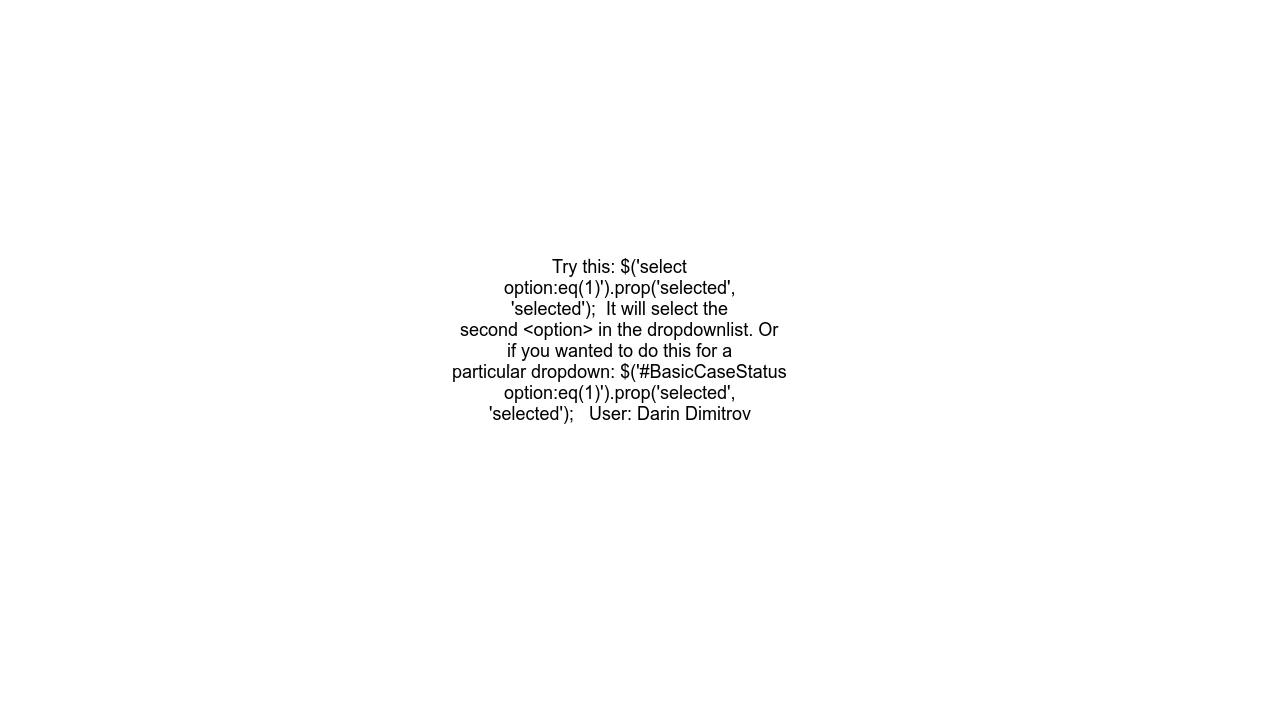 Try this: $('select
option:eq(1)').prop('selected',
'selected');  It will select the
second <option> in the dropdownlist. Or
if you wanted to do this for a
particular dropdown: $('#BasicCaseStatus
option:eq(1)').prop('selected',
'selected');   User: Darin Dimitrov